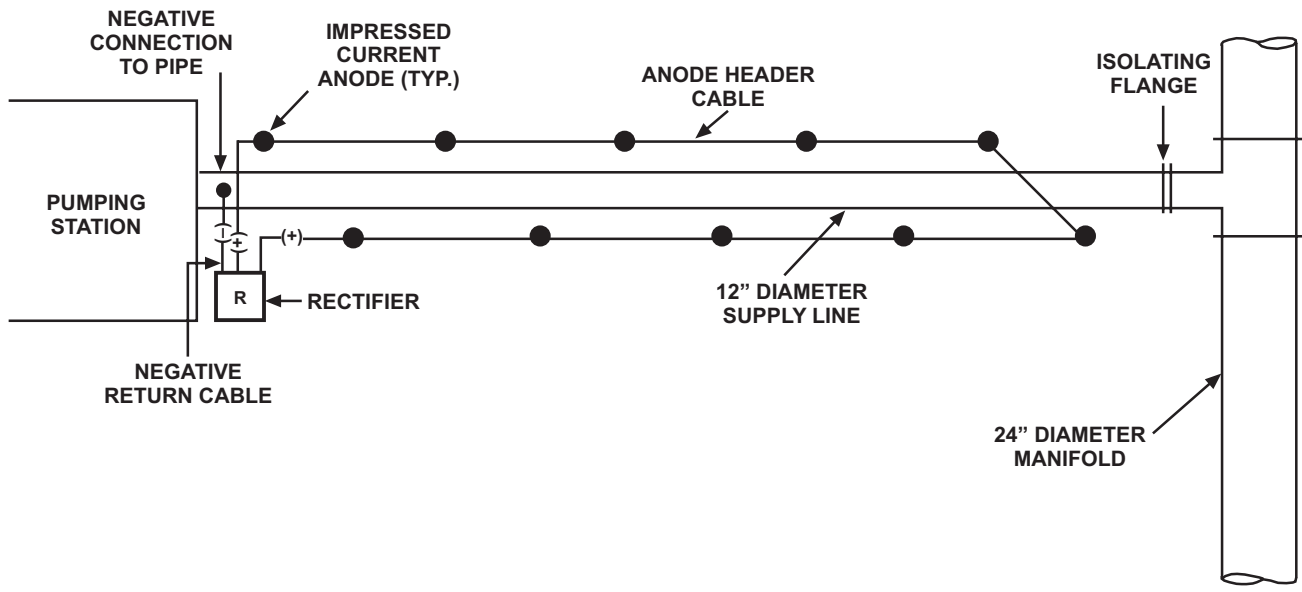 NEGATIVE
CONNECTION
TO PIPE
IMPRESSED
CURRENT
ANODE (TYP.)
ANODE HEADER
CABLE
ISOLATING
FLANGE
PUMPING
STATION
(–)
(+)
(+)
R
RECTIFIER
12” DIAMETER
SUPPLY LINE
NEGATIVE
RETURN CABLE
24” DIAMETER
MANIFOLD